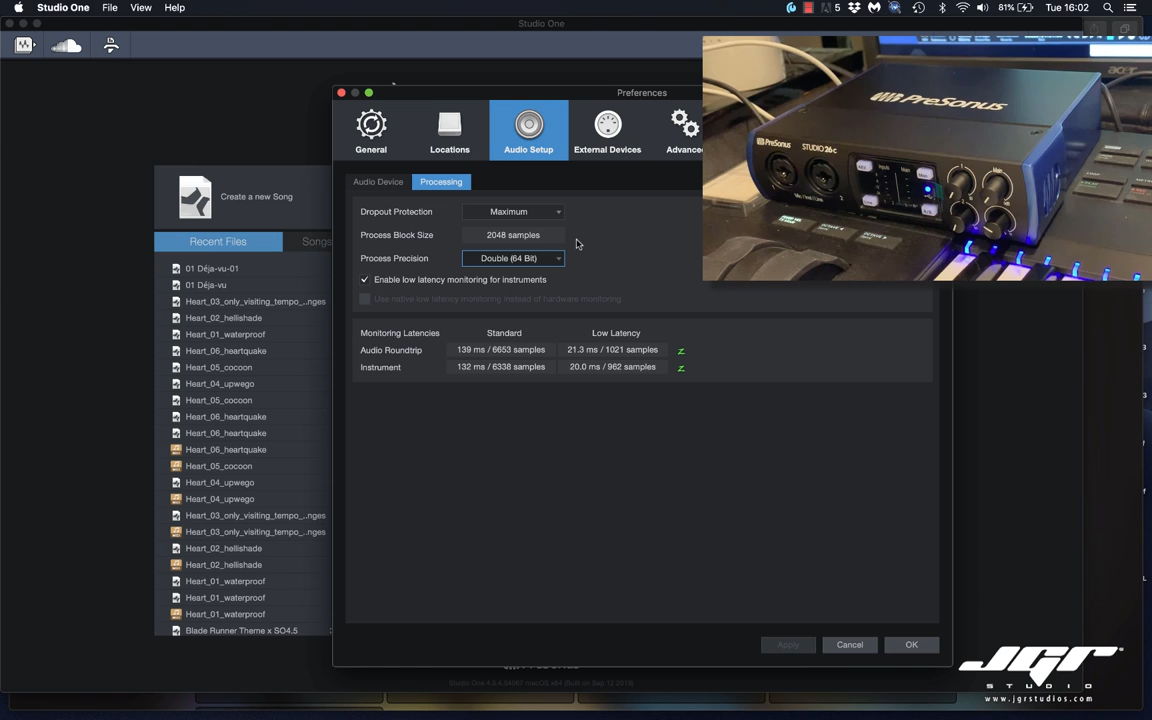 Studio One File View Help
5 81% Tue 16:02
Studio One
Preferences
General
Locations
Audio Setup
External Devices
Advanced
Audio Device
Processing
Dropout Protection Maximum
Process Block Size 2048 samples
Process Precision Double (64 Bit)
Enable low latency monitoring for instruments
Use native low latency monitoring instead of hardware monitoring
Monitoring Latencies Standard Low Latency
Audio Roundtrip 139 ms / 6653 samples 21.3 ms / 1021 samples Z
Instrument 132 ms / 6338 samples 20.0 ms / 962 samples Z
Apply
Cancel
OK
Create a new Song
Recent Files
Songs
01 Déja-vu-01
01 Déja-vu
Heart_03_only_visiting_tempo_..nges
Heart_02_hellishade
Heart_01_waterproof
Heart_06_heartquake
Heart_05_cocoon
Heart_04_upwego
Heart_05_cocoon
Heart_06_heartquake
Heart_06_heartquake
Heart_06_heartquake
Heart_05_cocoon
Heart_04_upwego
Heart_04_upwego
Heart_03_only_visiting_tempo_..nges
Heart_03_only_visiting_tempo_..nges
Heart_02_hellishade
Heart_02_hellishade
Heart_01_waterproof
Heart_01_waterproof
Heart_01_waterproof
Blade Runner Theme x SO4.5
PreSonus
PreSonus
STUDIO 26c
acer
JGR
STUDIO
www.jgrstudios.com